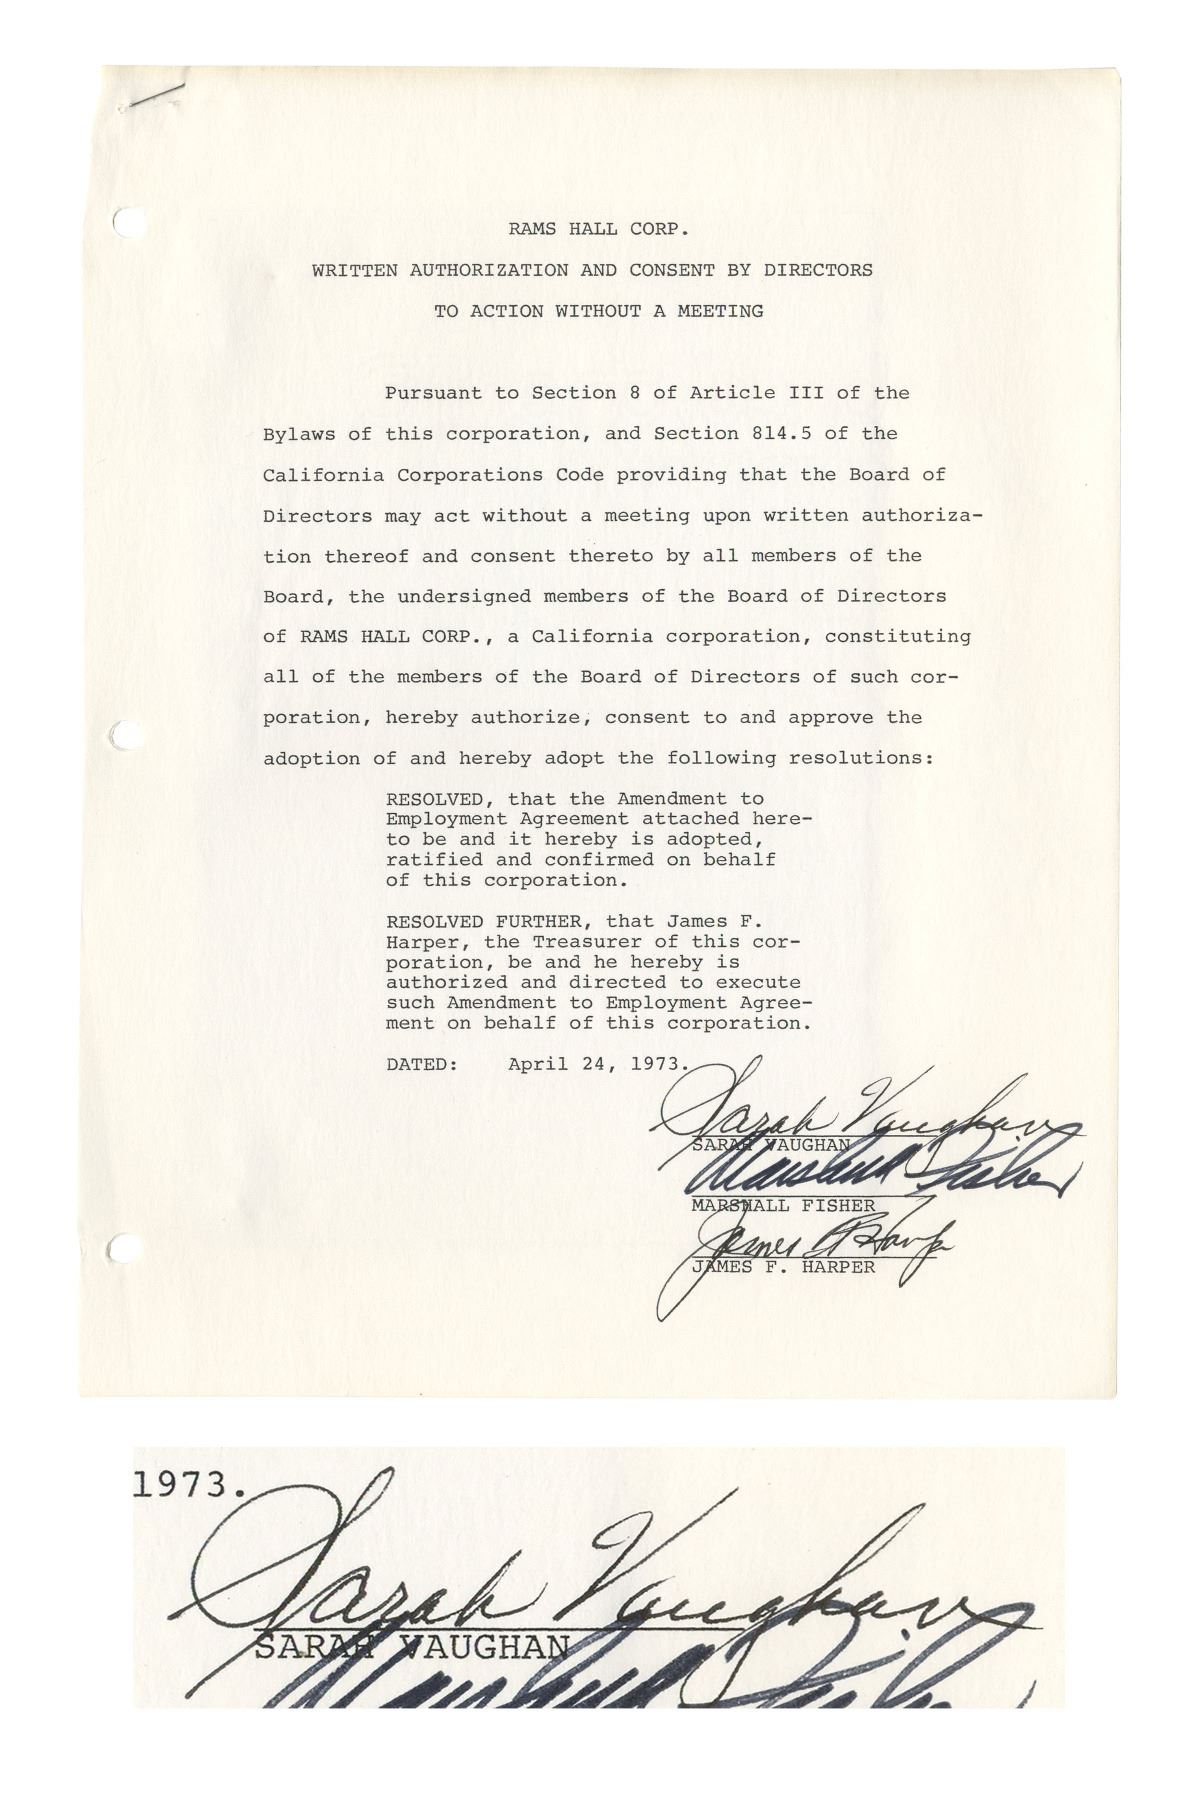 RAMS HALL CORP.
WRITTEN AUTHORIZATION AND CONSENT BY DIRECTORS
TO ACTION WITHOUT A MEETING
Pursuant to Section 8 of Article III of the
Bylaws of this corporation, and Section 814.5 of the
California Corporations Code providing that the Board of
Directors may act without a meeting upon written authoriza-
tion thereof and consent thereto by all members of the
Board, the undersigned members of the Board of Directors
of RAMS HALL CORP., a California corporation, constituting
all of the members of the Board of Directors of such cor-
poration, hereby authorize, consent to and approve the
adoption of and hereby adopt the following resolutions:
RESOLVED, that the Amendment to
Employment Agreement attached here-
to be and it hereby is adopted,
ratified and confirmed on behalf
of this corporation.
RESOLVED FURTHER, that James F.
Harper, the Treasurer of this cor-
poration, be and he hereby is
authorized and directed to execute
such Amendment to Employment Agree-
ment on behalf of this corporation.
DATED: April 24, 1973.
Sarah Vaughan
SARAH VAUGHAN
Marshall Fisher
MARSHALL FISHER
James F Harper
JAMES F. HARPER
1973.
Sarah Vaughan
SARAH VAUGHAN
Marshall Fisher